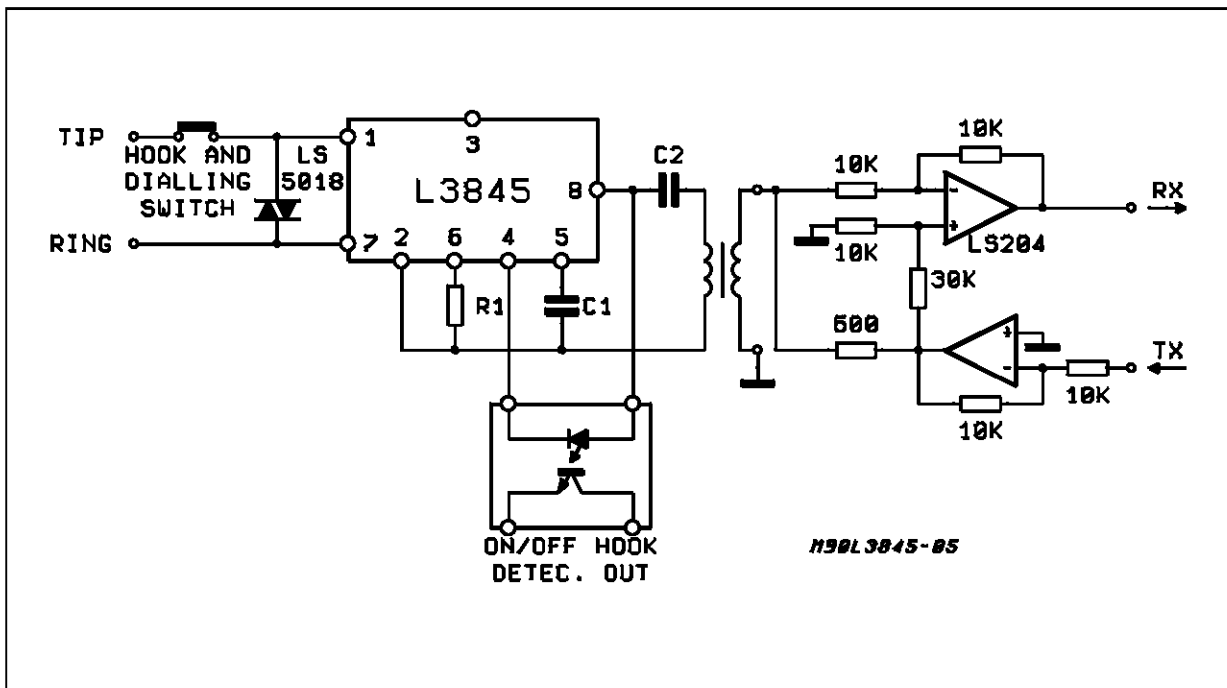 TIP
HOOK AND
DIALLING
SWITCH
LS
5018
RING
1
3
L3845
8
7
2
6
4
5
R1
C1
C2
10K
10K
-
+
LS204
RX
10K
30K
600
+
-
TX
10K
10K
ON/OFF HOOK
DETEC. OUT
M90L3845-05